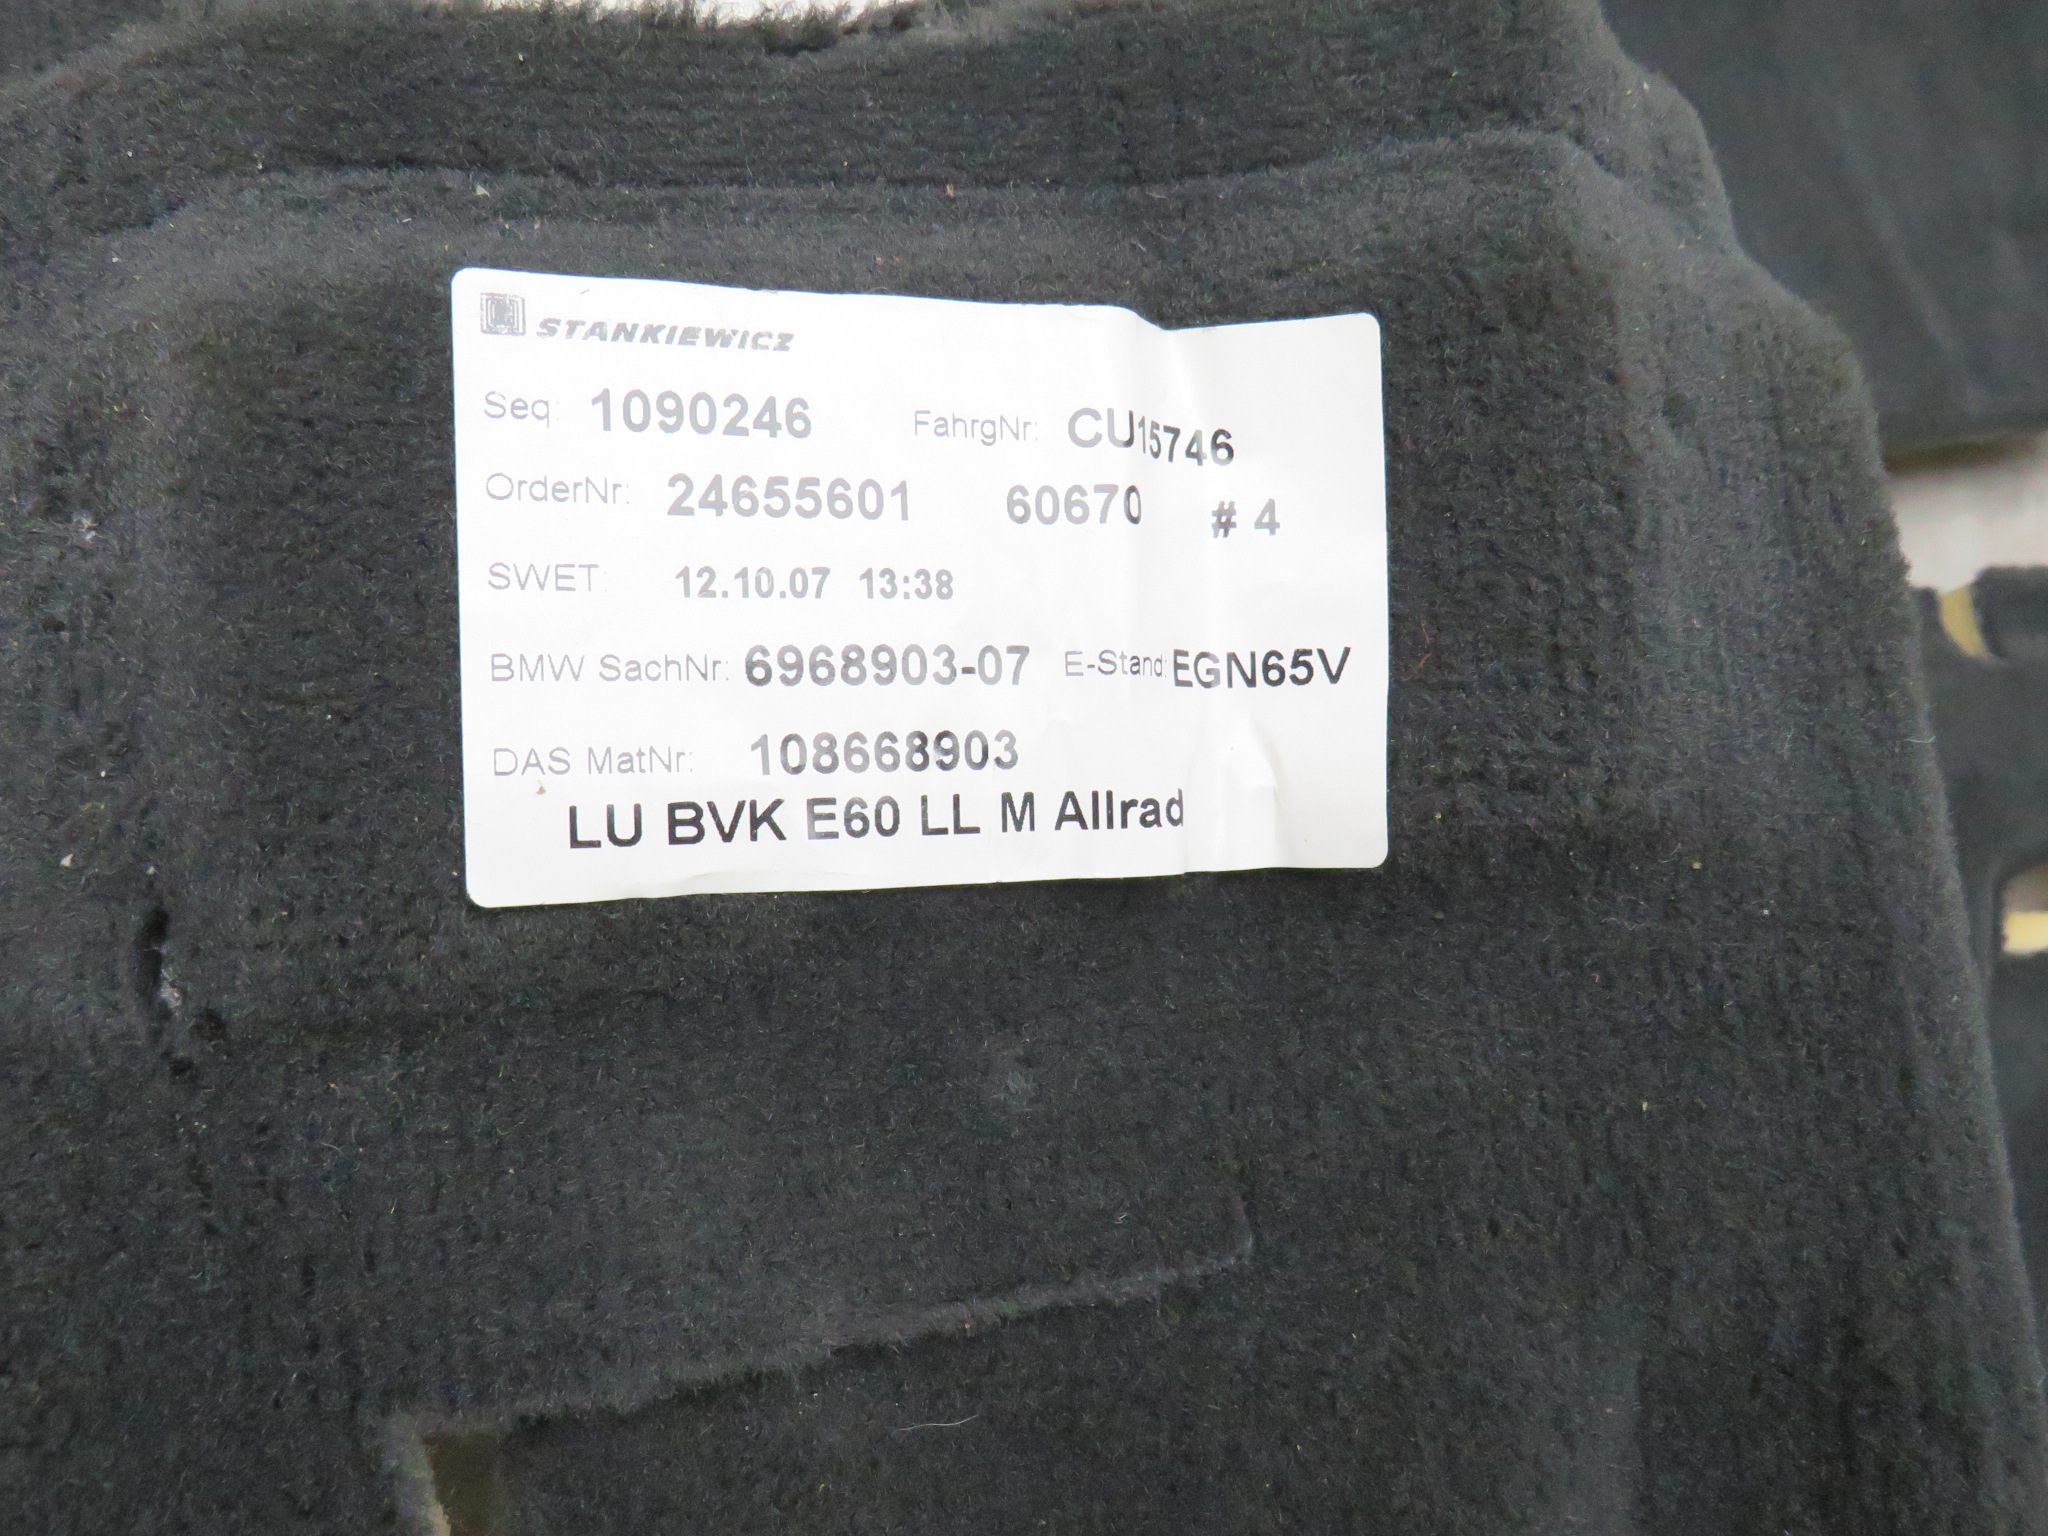 STANKIEWICZ
Seq: 1090246 FahrgNr: CU15746
OrderNr: 24655601 60670 # 4
SWET: 12.10.07 13:38
BMW SachNr: 6968903-07 E-Stand: EGN65V
DAS MatNr: 108668903
LU BVK E60 LL M Allrad